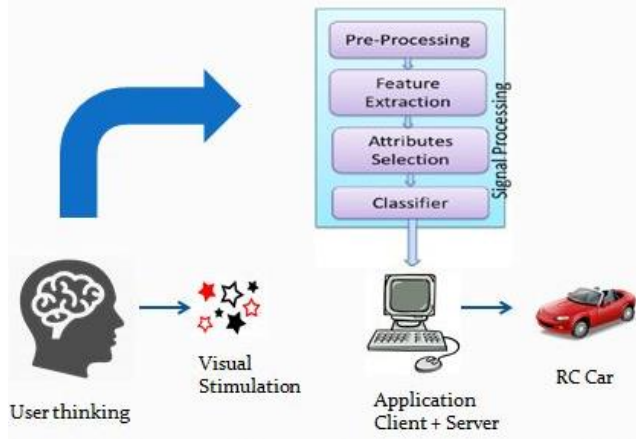 Pre-Processing
Feature
Extraction
Attributes
Selection
Classifier
Signal Processing
User thinking
Visual
Stimulation
Application
Client + Server
RC Car